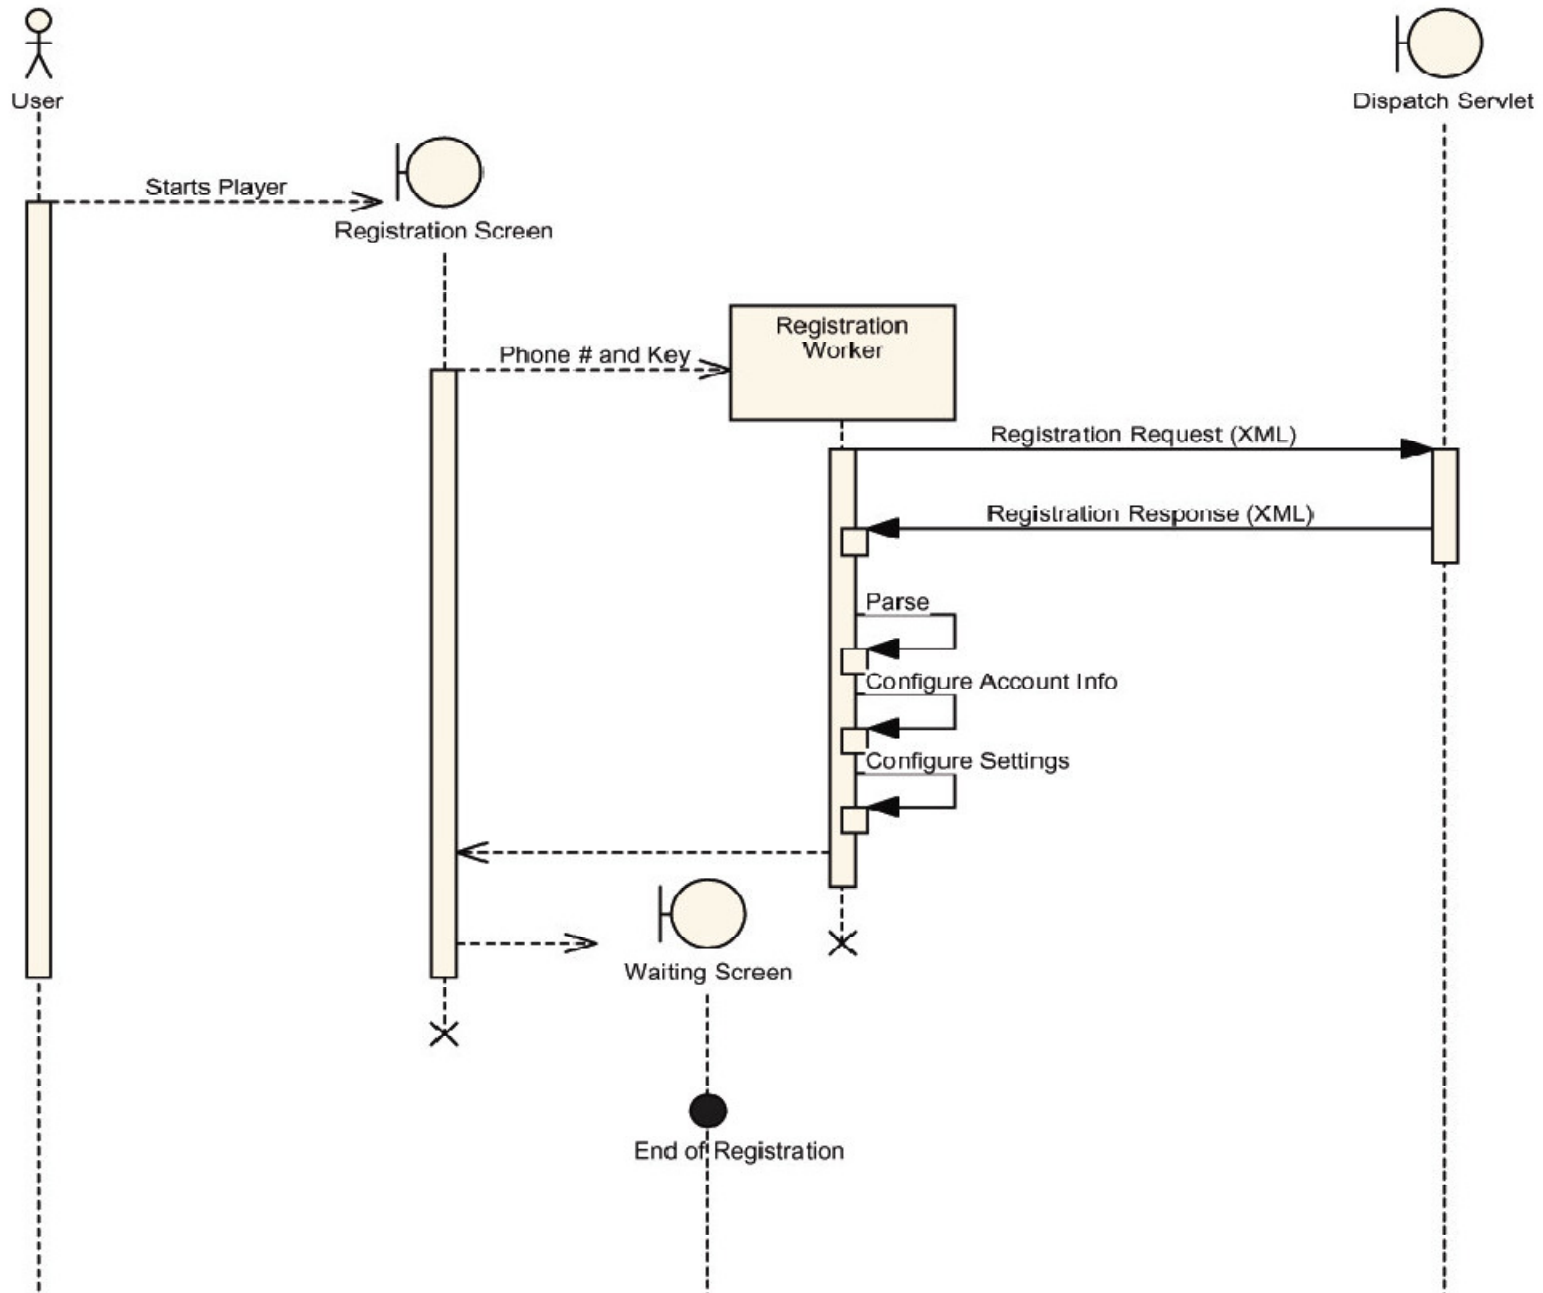 User
Dispatch Servlet
Starts Player
Registration Screen
Registration
Worker
Phone # and Key
Registration Request (XML)
Registration Response (XML)
Parse
Configure Account Info
Configure Settings
Waiting Screen
End of Registration